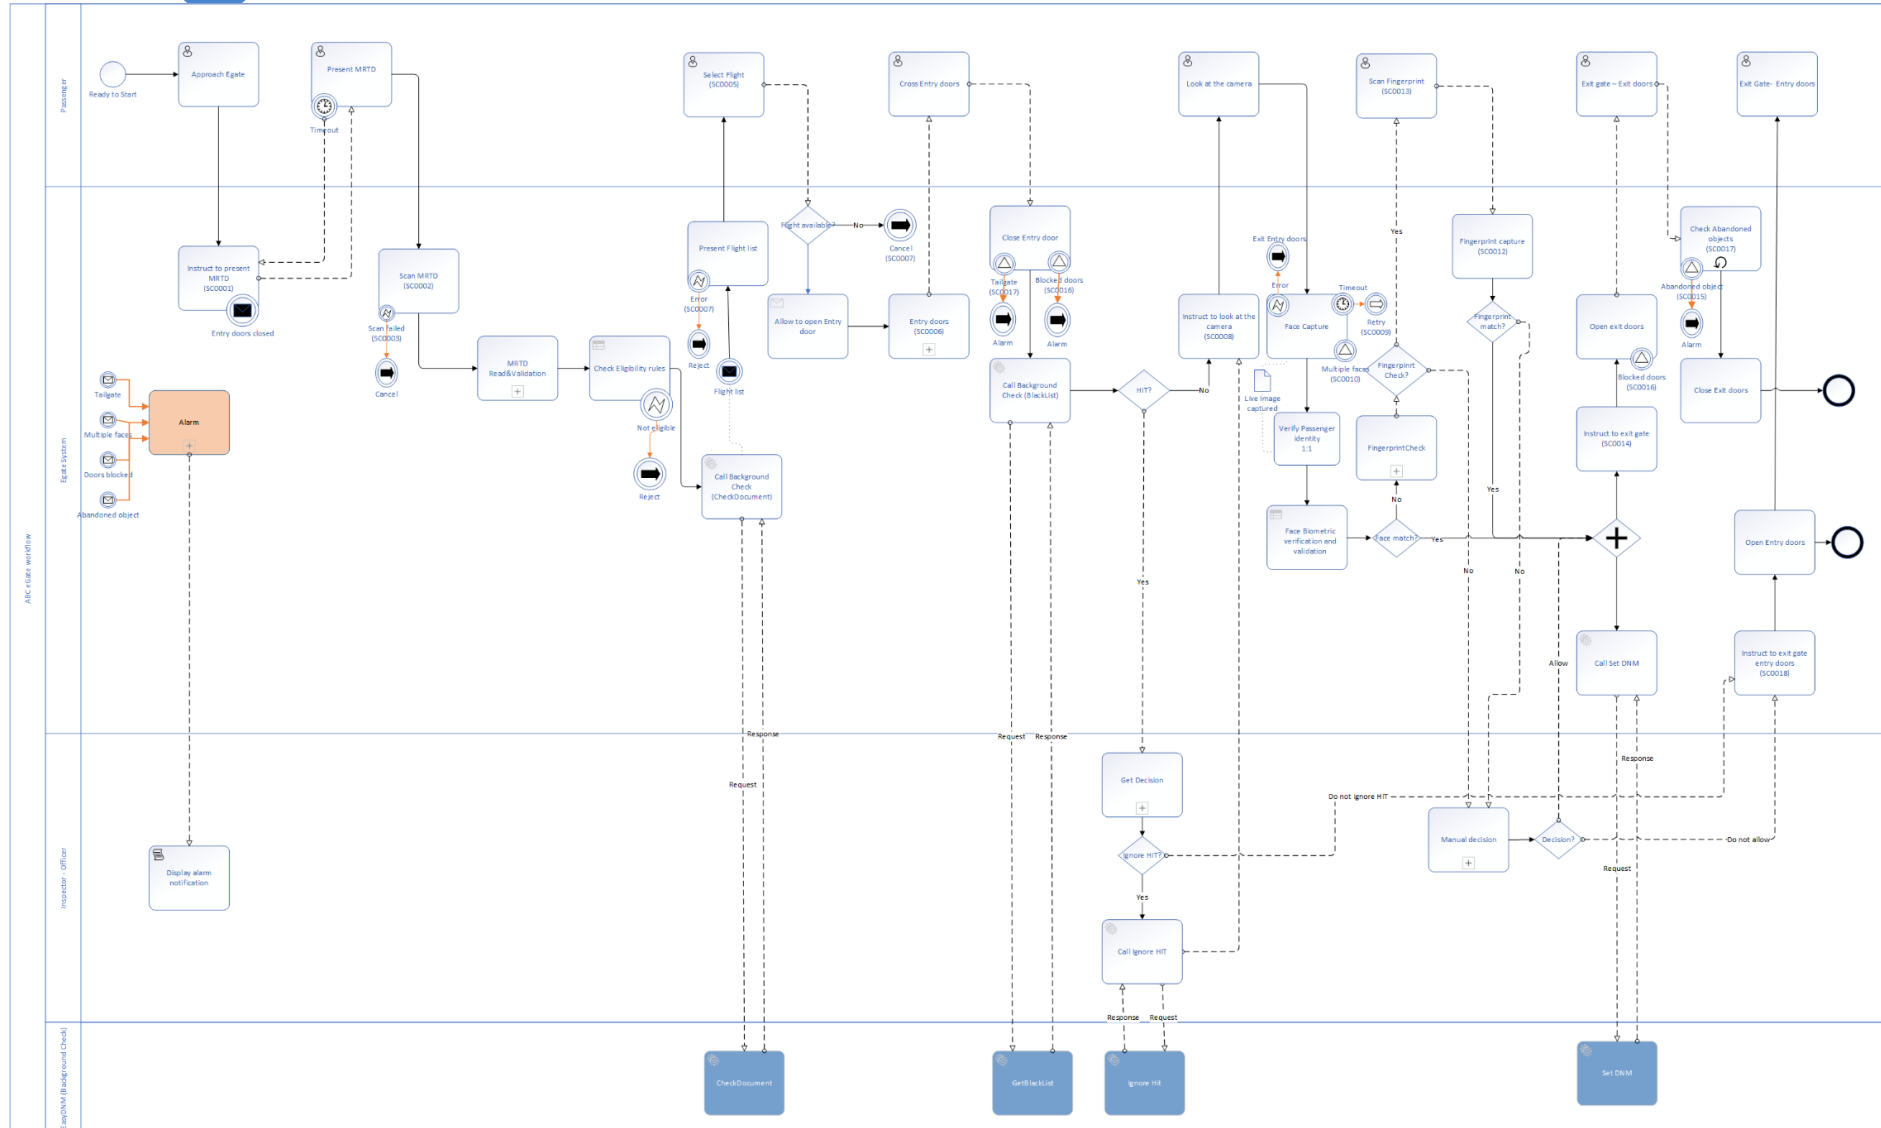 ABC eGate workflow
Passenger
Ready to Start
Approach Egate
Present MRTD
Timeout
Select Flight
(SC0005)
Cross Entry doors
Look at the camera
Scan Fingerprint
(SC0013)
Exit gate – Exit doors
Exit Gate- Entry doors
Egate System
Instruct to present
MRTD
(SC0001)
Entry doors closed
Scan MRTD
(SC0002)
Scan failed
(SC0003)
Cancel
MRTD
Read&Validation
Check Eligibility rules
Not eligible
Reject
Present Flight list
Error
(SC0007)
Reject
Flight list
Call Background
Check
(CheckDocument)
Flight available?
No
Cancel
(SC0007)
Allow to open Entry
door
Entry doors
(SC0006)
Close Entry door
Tailgate
(SC0017)
Blocked doors
(SC0016)
Alarm
Alarm
Call Background
Check (BlackList)
HIT?
No
Yes
Instruct to look at the
camera
(SC0008)
Exit Entry doors
Error
Timeout
Face Capture
Retry
(SC0009)
Multiple faces
(SC0010)
Live Image
captured
Verify Passenger
identity
1:1
Face Biometric
verification and
validation
Face match?
Yes
No
FingerprintCheck
Fingerprint
Check?
Yes
No
Fingerprint capture
(SC0012)
Fingerprint
match?
Yes
No
Open exit doors
Blocked doors
(SC0016)
Instruct to exit gate
(SC0014)
Call Set DNM
Check Abandoned
objects
(SC0017)
Abandoned object
(SC0015)
Alarm
Close Exit doors
Open Entry doors
Instruct to exit gate
entry doors
(SC0018)
Tailgate
Multiple faces
Doors blocked
Abandoned object
Alarm
Allow
Inspector - Officer
Display alarm
notification
Response
Request
Request
Response
Get Decision
Ignore HIT?
Yes
Do not Ignore HIT
Call Ignore HIT
Response
Request
Manual decision
Decision?
Do not allow
Response
Request
EasyDNM (Background Check)
CheckDocument
GetBlackList
Ignore Hit
Set DNM